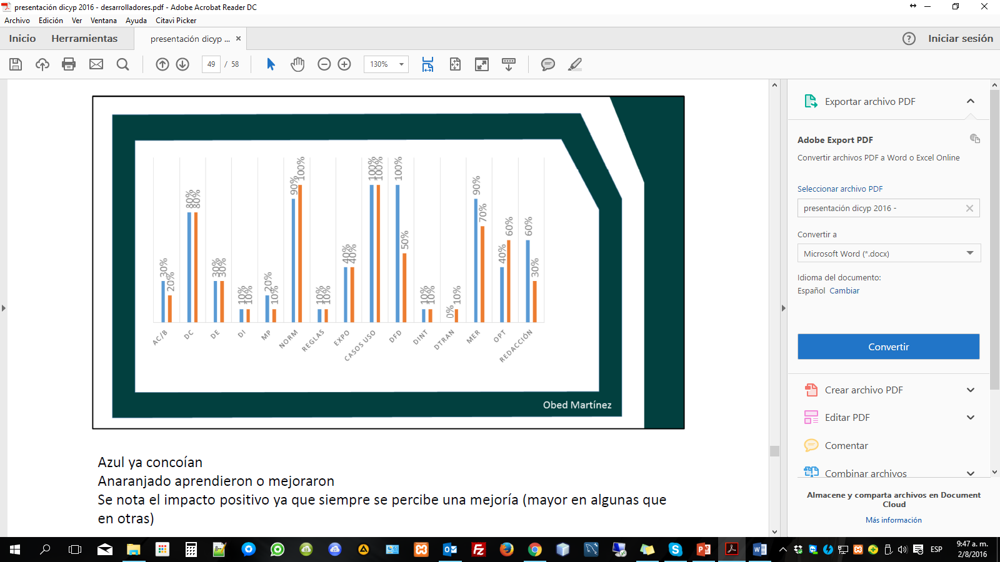 presentación dicyp 2016 - desarrolladores.pdf - Adobe Acrobat Reader DC
Archivo Edición Ver Ventana Ayuda Citavi Picker
Inicio Herramientas presentación dicyp ... × ? Iniciar sesión
49 / 58 130%
30% 20% 80% 80% 30% 30% 10% 10% 20% 10% 90% 100% 10% 10% 40% 40% 100% 100% 100% 50% 10% 10% 0% 10% 90% 70% 40% 60% 60% 30%
AC/B DC DE DI MP NORM REGLAS EXPO CASOS USO DFD DINT DTRAN MER OPT REDACCIÓN
Obed Martínez
Azul ya concoían
Anaranjado aprendieron o mejoraron
Se nota el impacto positivo ya que siempre se percibe una mejoría (mayor en algunas que
en otras)
Exportar archivo PDF
Adobe Export PDF
Convertir archivos PDF a Word o Excel Online
Seleccionar archivo PDF
presentación dicyp 2016 -
Convertir a
Microsoft Word (*.docx)
Idioma del documento:
Español Cambiar
Convertir
Crear archivo PDF
Editar PDF
Comentar
Combinar archivos
Almacene y comparta archivos en Document
Cloud
Más información
ESP
9:47 a. m.
2/8/2016